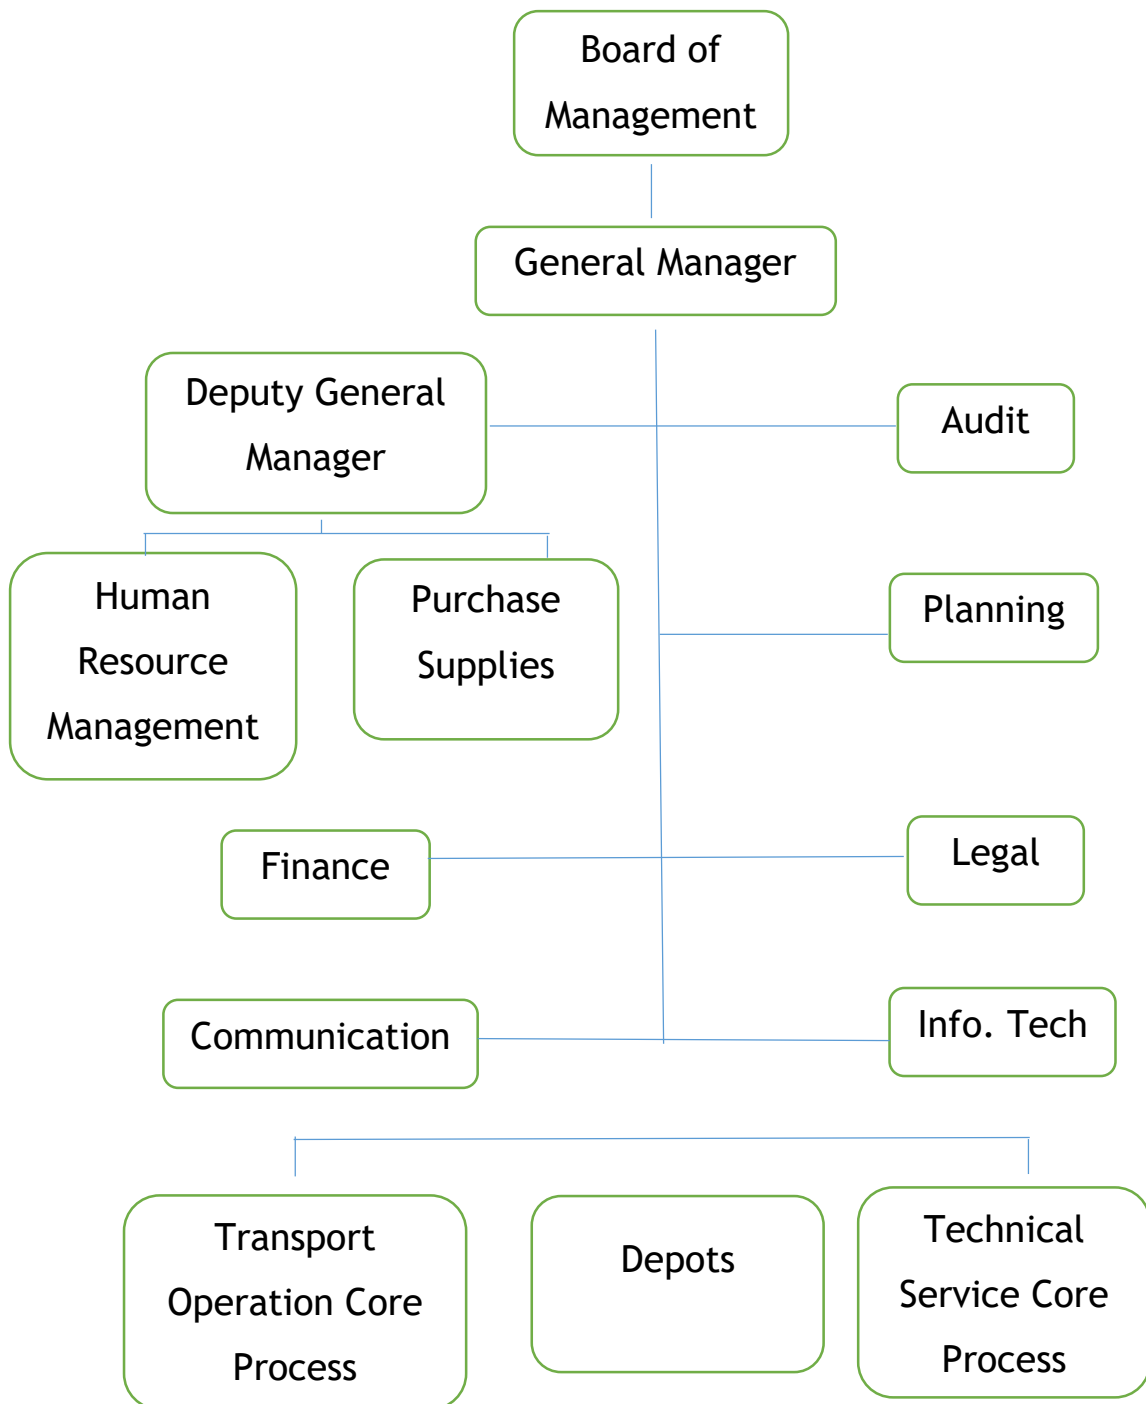 Board of
Management
General Manager
Deputy General
Manager
Audit
Human
Resource
Management
Purchase
Supplies
Planning
Finance
Legal
Communication
Info. Tech
Transport
Operation Core
Process
Depots
Technical
Service Core
Process